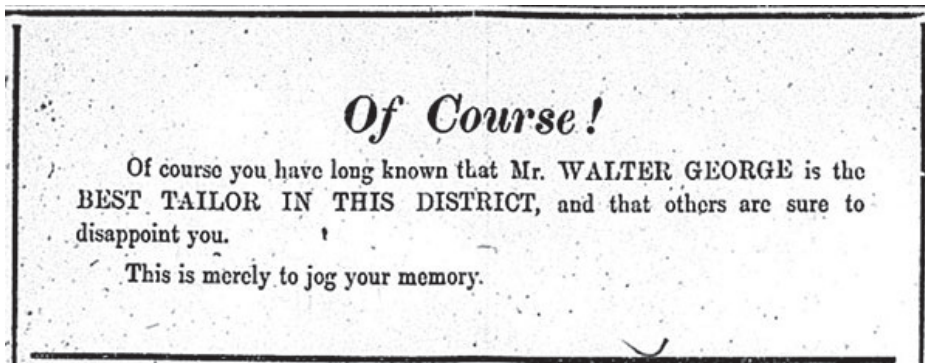 Of Course!
Of course you have long known that Mr. WALTER GEORGE is the
BEST TAILOR IN THIS DISTRICT, and that others are sure to
disappoint you.
This is merely to jog your memory.